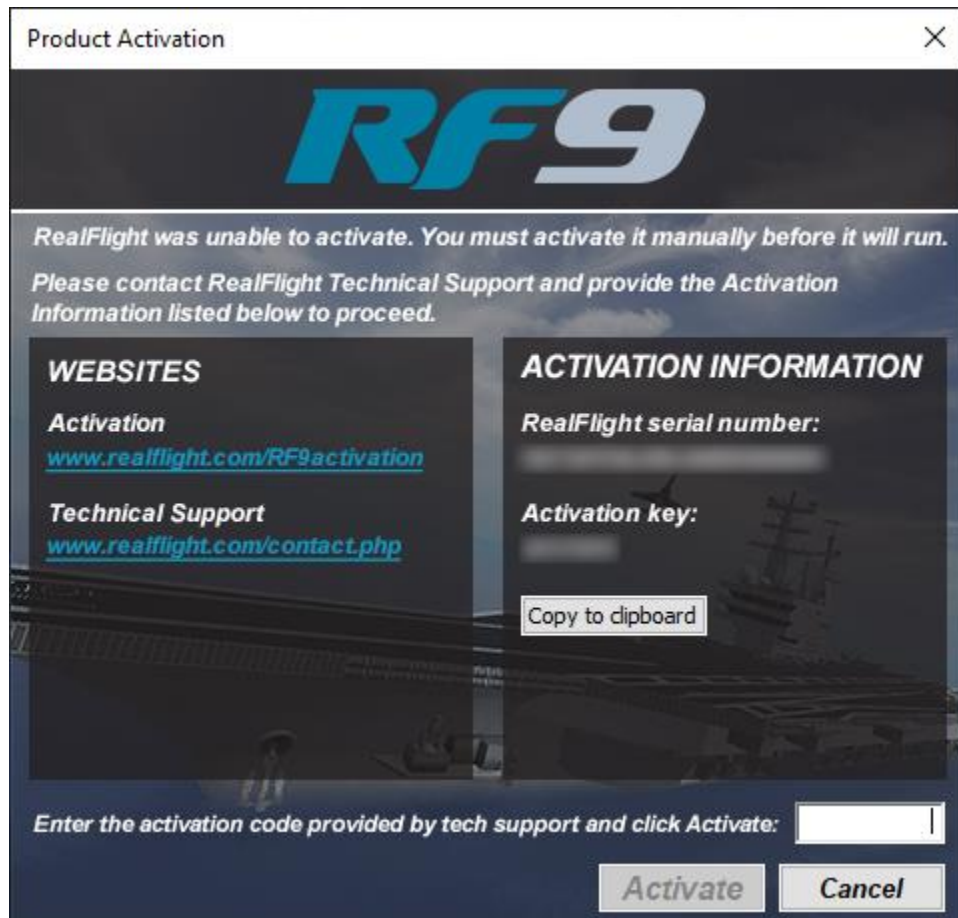 Product Activation
RF9
RealFlight was unable to activate. You must activate it manually before it will run.
Please contact RealFlight Technical Support and provide the Activation
Information listed below to proceed.
WEBSITES
Activation
www.realflight.com/RF9activation
Technical Support
www.realflight.com/contact.php
ACTIVATION INFORMATION
RealFlight serial number:
Activation key:
Copy to clipboard
Enter the activation code provided by tech support and click Activate:
Activate
Cancel